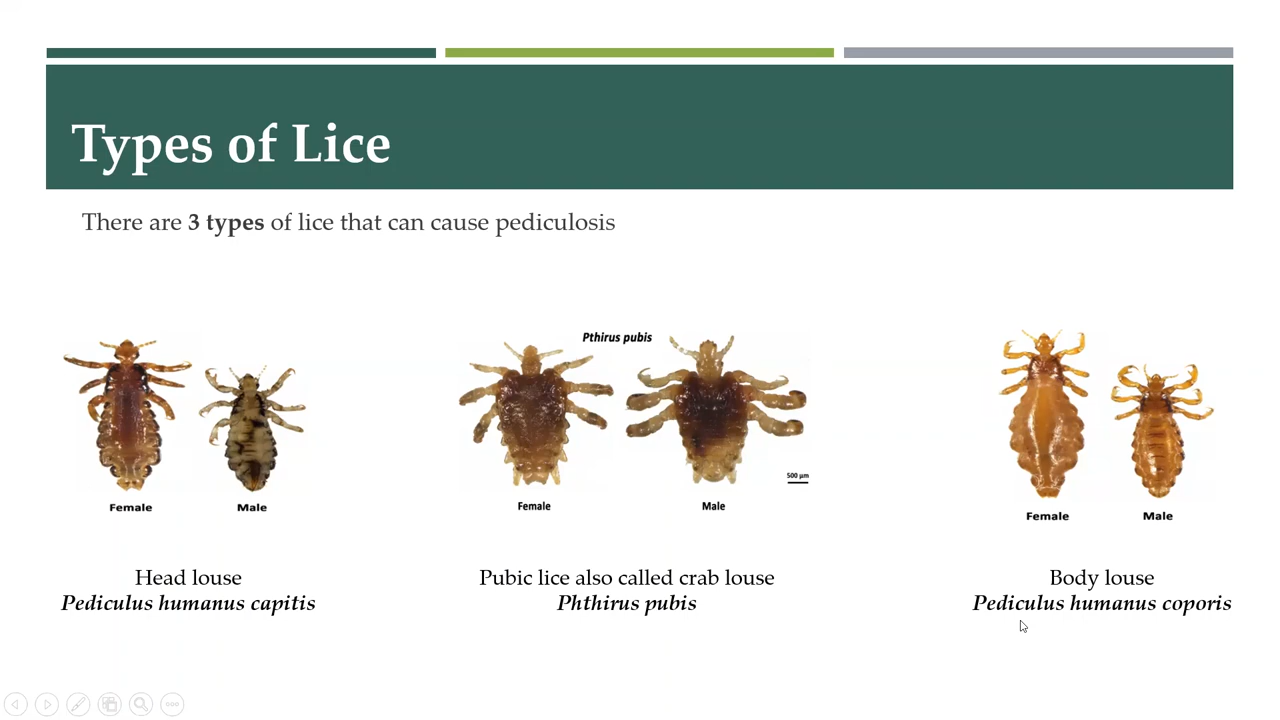 Types of Lice
There are 3 types of lice that can cause pediculosis
Female
Male
Pthirus pubis
Female
Male
500 µm
Female
Male
Head louse
Pediculus humanus capitis
Pubic lice also called crab louse
Phthirus pubis
Body louse
Pediculus humanus coporis